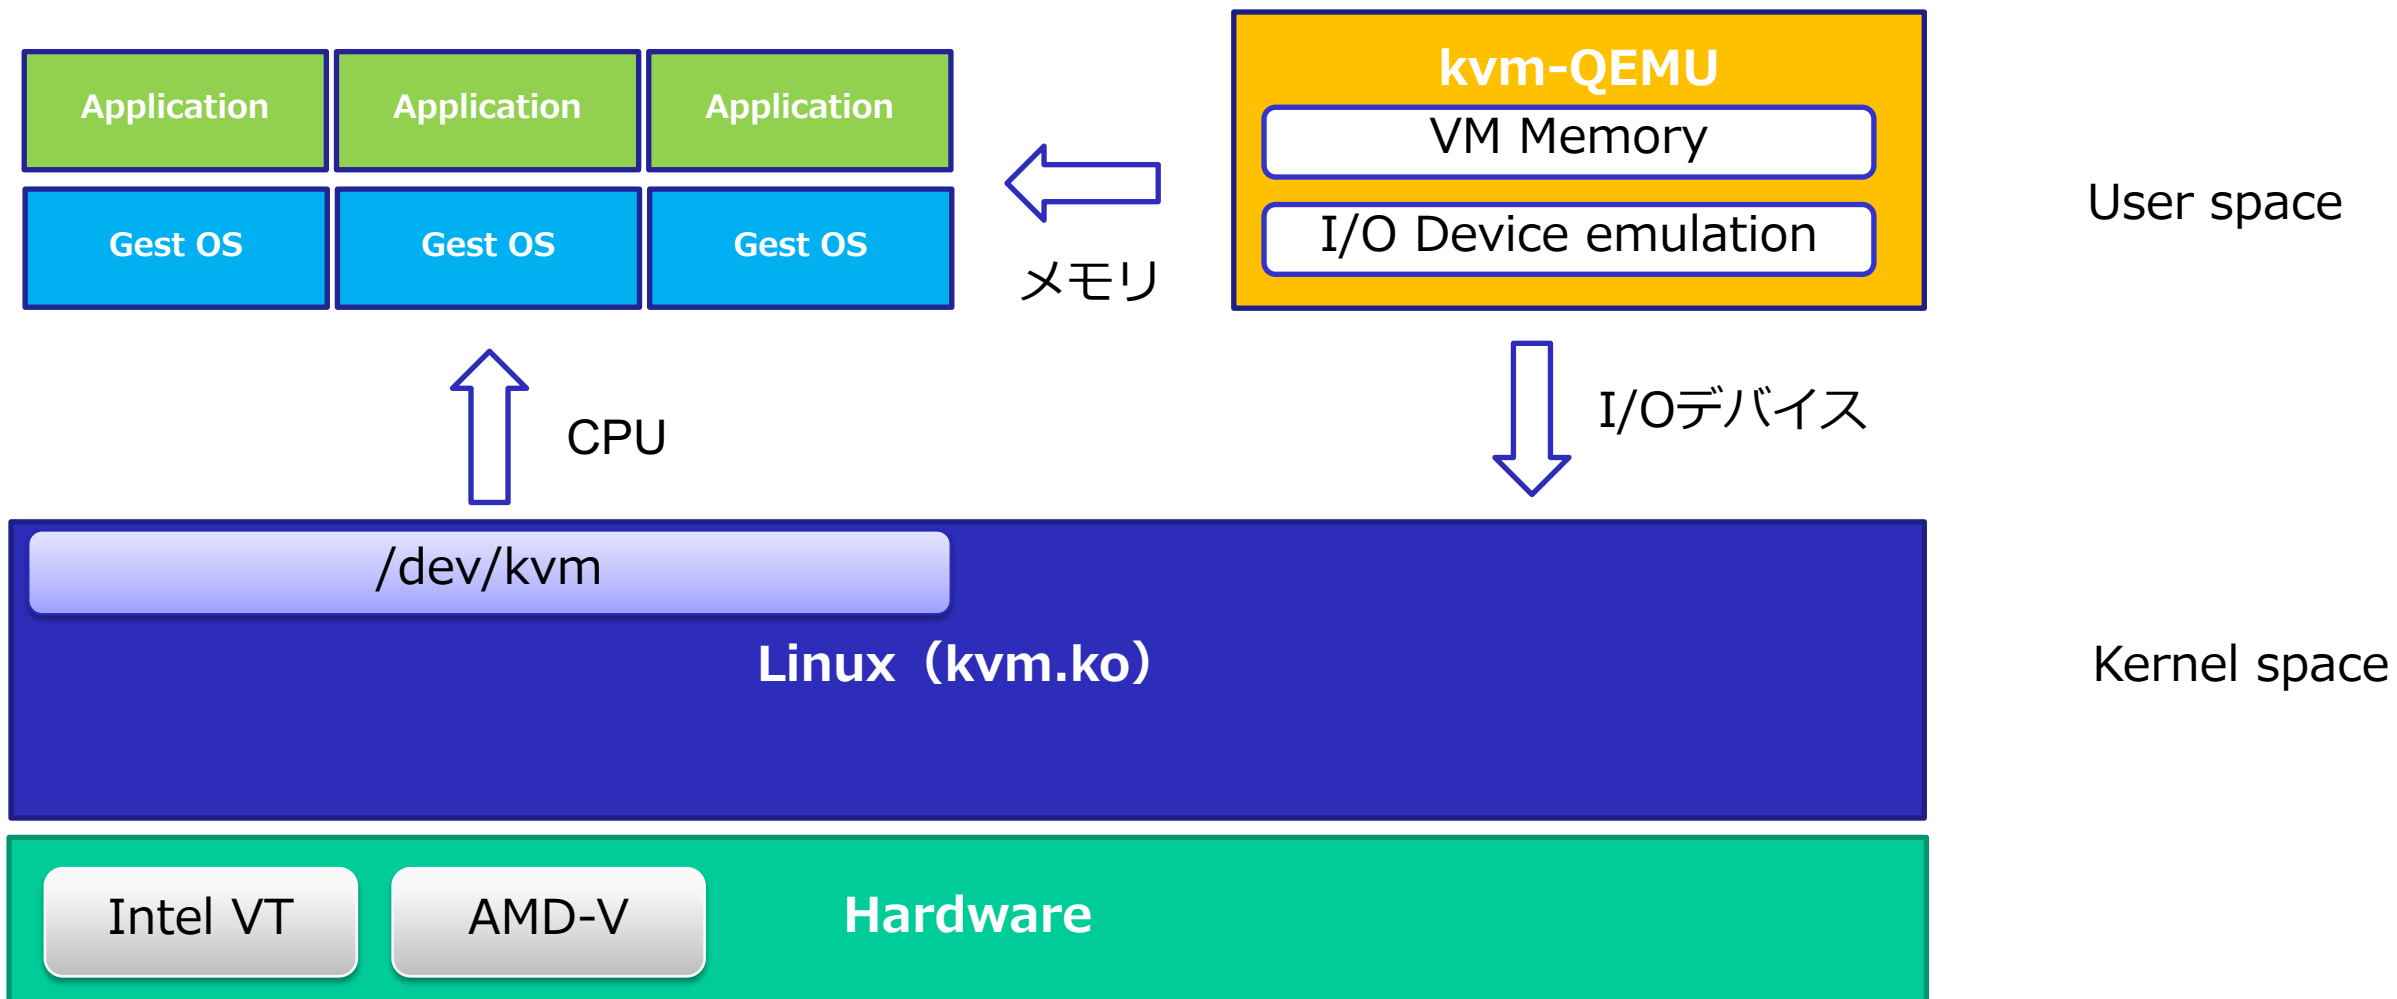 Application
Application
Application
Gest OS
Gest OS
Gest OS
メモリ
kvm-QEMU
VM Memory
I/O Device emulation
User space
CPU
I/Oデバイス
/dev/kvm
Linux（kvm.ko）
Kernel space
Intel VT
AMD-V
Hardware